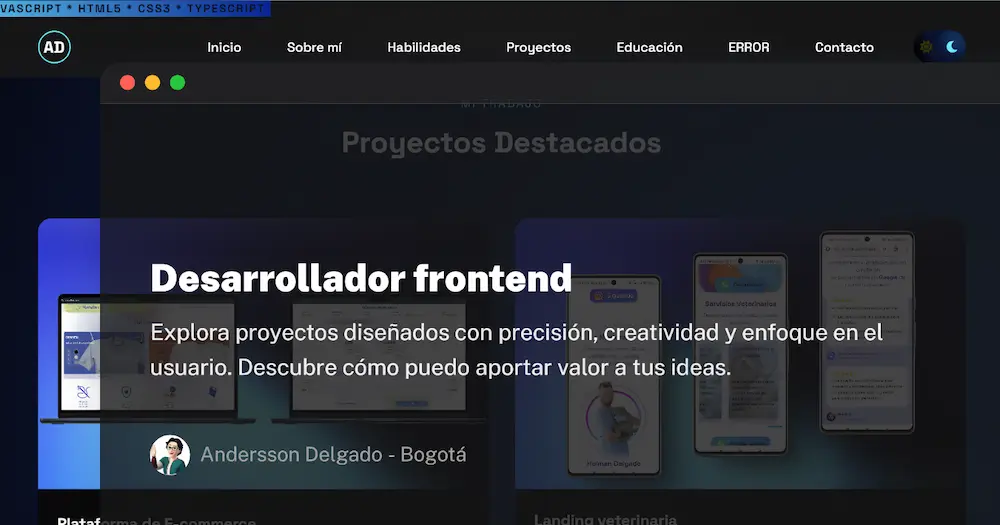 VASCRIPT * HTML5 * CSS3 * TYPESCRIPT
AD
Inicio Sobre mí Habilidades Proyectos Educación ERROR Contacto
MI TRABAJO
Proyectos Destacados
Desarrollador frontend
Explora proyectos diseñados con precisión, creatividad y enfoque en el
usuario. Descubre cómo puedo aportar valor a tus ideas.
Servicios Veterinarios
Andersson Delgado - Bogotá
Plataforma de E-commerce
Landing veterinaria